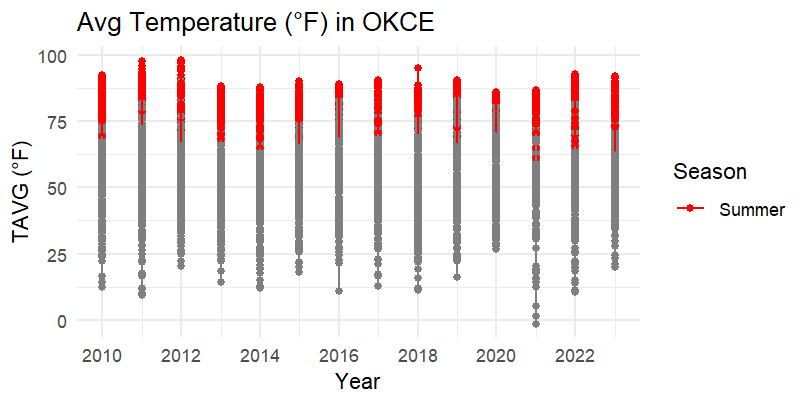 Avg Temperature (°F) in OKCE
100
75
50
25
0
TAVG (°F)
2010 2012 2014 2016 2018 2020 2022
Year
Season
Summer